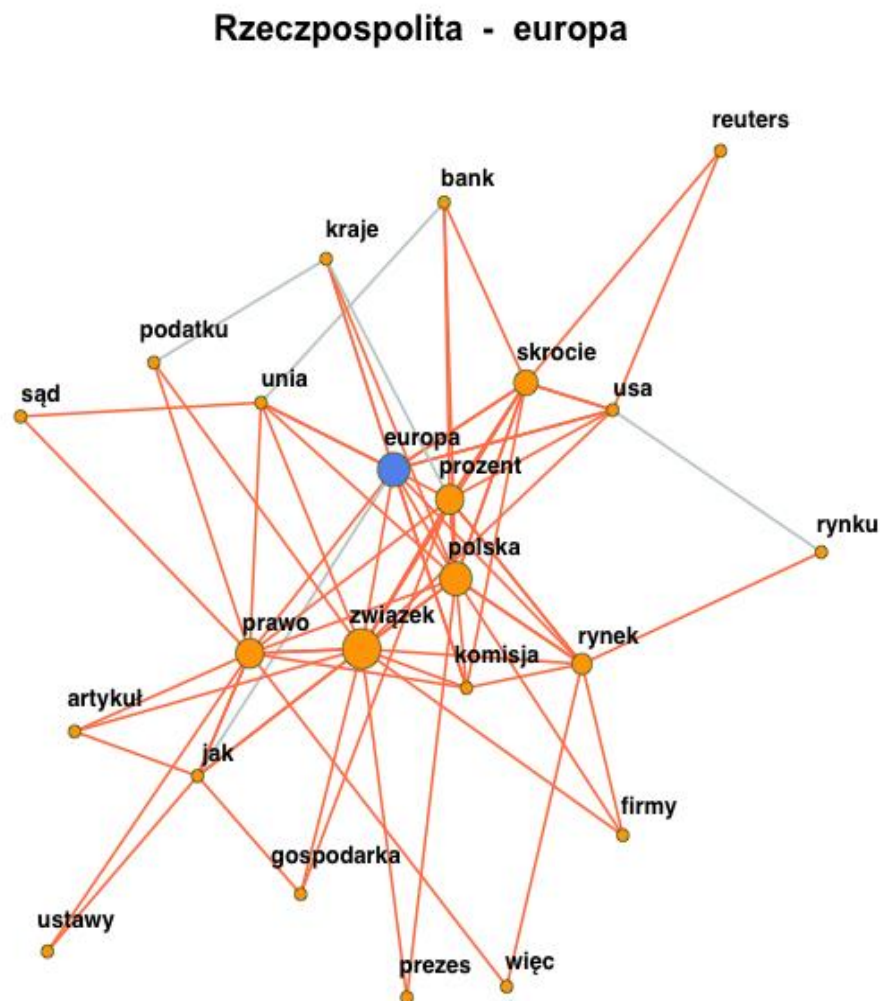 Rzeczpospolita - europa
reuters
bank
kraje
podatku
skrocie
unia
usa
sąd
europa
prozent
rynku
polska
związek
prawo
rynek
komisja
artykuł
jak
firmy
gospodarka
ustawy
więc
prezes